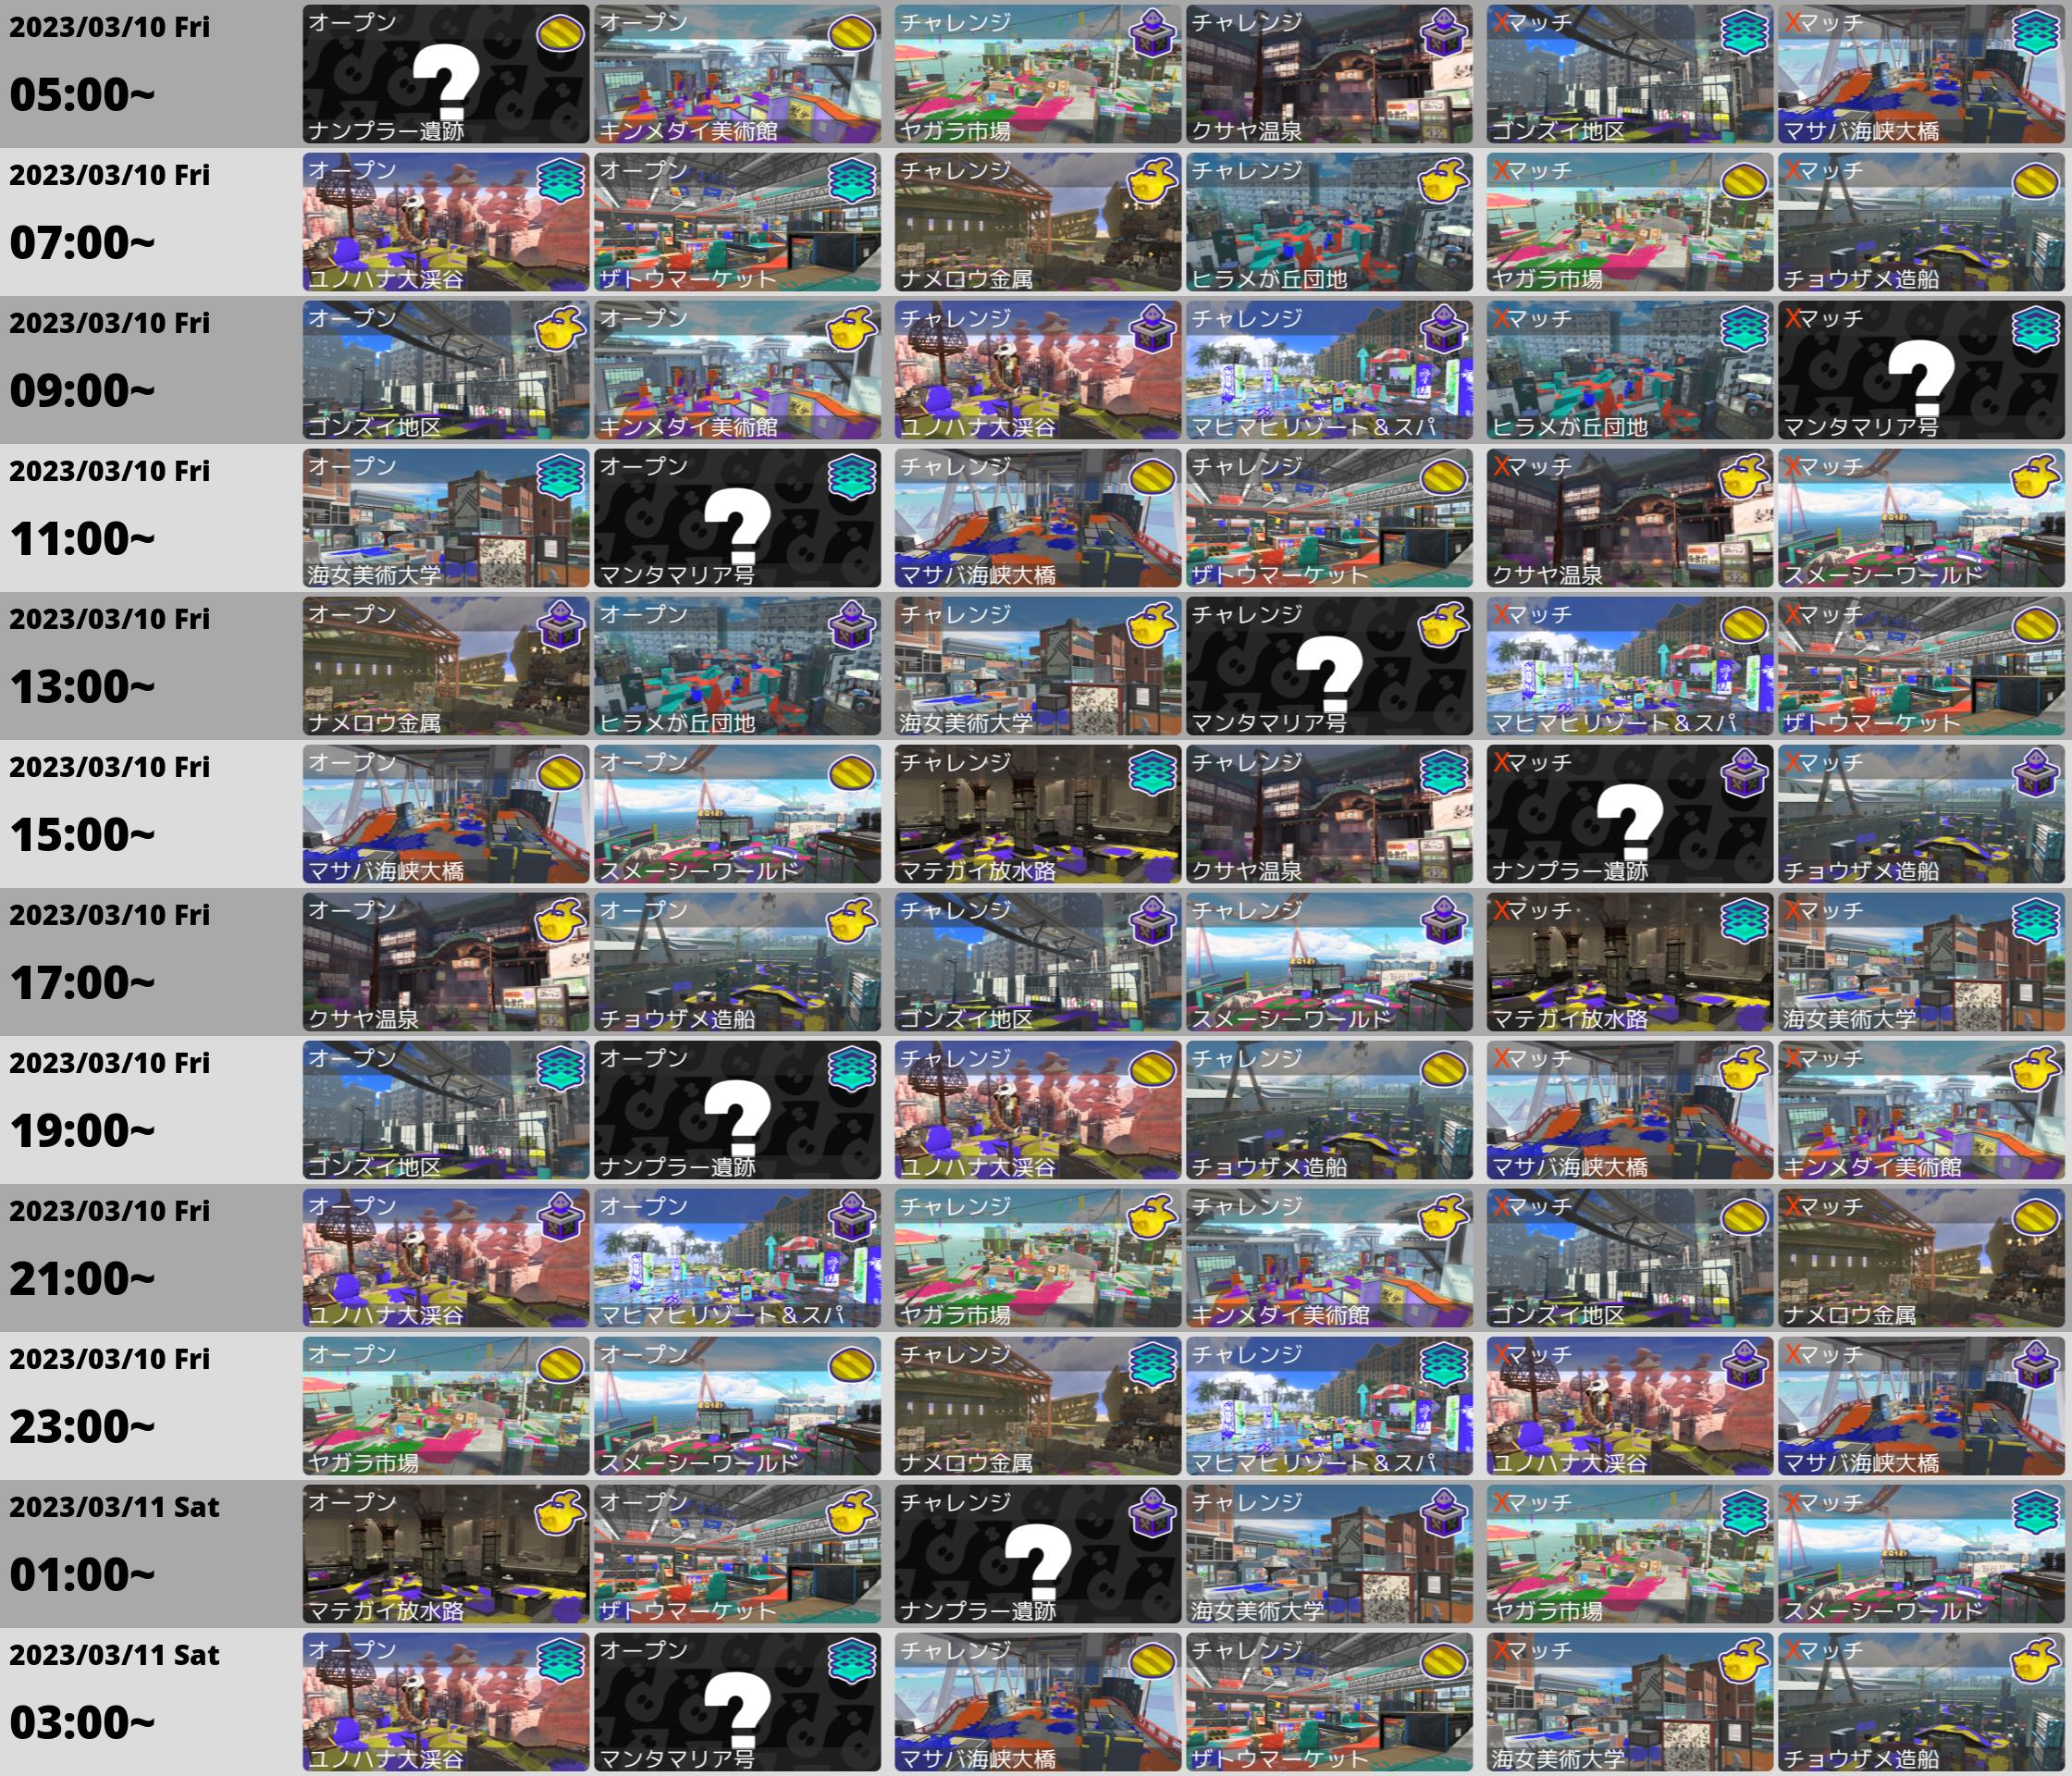 2023/03/10 Fri
05:00~
オープン
ナンプラー遺跡
オープン
キンメダイ美術館
チャレンジ
ヤガラ市場
チャレンジ
クサヤ温泉
Xマッチ
ゴンズイ地区
Xマッチ
マサバ海峡大橋
2023/03/10 Fri
07:00~
オープン
ユノハナ大渓谷
オープン
ザトウマーケット
チャレンジ
ナメロウ金属
チャレンジ
ヒラメが丘団地
Xマッチ
ヤガラ市場
Xマッチ
チョウザメ造船
2023/03/10 Fri
09:00~
オープン
ゴンズイ地区
オープン
キンメダイ美術館
チャレンジ
ユノハナ大渓谷
チャレンジ
マヒマヒリゾート＆スパ
Xマッチ
ヒラメが丘団地
Xマッチ
マンタマリア号
2023/03/10 Fri
11:00~
オープン
海女美術大学
オープン
マンタマリア号
チャレンジ
マサバ海峡大橋
チャレンジ
ザトウマーケット
Xマッチ
クサヤ温泉
Xマッチ
スメーシーワールド
2023/03/10 Fri
13:00~
オープン
ナメロウ金属
オープン
ヒラメが丘団地
チャレンジ
海女美術大学
チャレンジ
マンタマリア号
Xマッチ
マヒマヒリゾート＆スパ
Xマッチ
ザトウマーケット
2023/03/10 Fri
15:00~
オープン
マサバ海峡大橋
オープン
スメーシーワールド
チャレンジ
マテガイ放水路
チャレンジ
クサヤ温泉
Xマッチ
ナンプラー遺跡
Xマッチ
チョウザメ造船
2023/03/10 Fri
17:00~
オープン
クサヤ温泉
オープン
チョウザメ造船
チャレンジ
ゴンズイ地区
チャレンジ
スメーシーワールド
Xマッチ
マテガイ放水路
Xマッチ
海女美術大学
2023/03/10 Fri
19:00~
オープン
ゴンズイ地区
オープン
ナンプラー遺跡
チャレンジ
ユノハナ大渓谷
チャレンジ
チョウザメ造船
Xマッチ
マサバ海峡大橋
Xマッチ
キンメダイ美術館
2023/03/10 Fri
21:00~
オープン
ユノハナ大渓谷
オープン
マヒマヒリゾート＆スパ
チャレンジ
ヤガラ市場
チャレンジ
キンメダイ美術館
Xマッチ
ゴンズイ地区
Xマッチ
ナメロウ金属
2023/03/10 Fri
23:00~
オープン
ヤガラ市場
オープン
スメーシーワールド
チャレンジ
ナメロウ金属
チャレンジ
マヒマヒリゾート＆スパ
Xマッチ
ユノハナ大渓谷
Xマッチ
マサバ海峡大橋
2023/03/11 Sat
01:00~
オープン
マテガイ放水路
オープン
ザトウマーケット
チャレンジ
ナンプラー遺跡
チャレンジ
海女美術大学
Xマッチ
ヤガラ市場
Xマッチ
スメーシーワールド
2023/03/11 Sat
03:00~
オープン
ユノハナ大渓谷
オープン
マンタマリア号
チャレンジ
マサバ海峡大橋
チャレンジ
ザトウマーケット
Xマッチ
海女美術大学
Xマッチ
チョウザメ造船